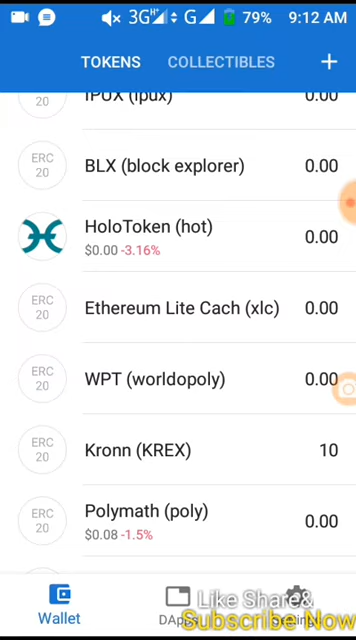 3G H+ G 79% 9:12 AM
TOKENS COLLECTIBLES +
ERC 20 IPUX (ipux) 0.00
ERC 20 BLX (block explorer) 0.00
HoloToken (hot) 0.00
$0.00 -3.16%
ERC 20 Ethereum Lite Cach (xlc) 0.00
ERC 20 WPT (worldopoly) 0.00
ERC 20 Kronn (KREX) 10
ERC 20 Polymath (poly) 0.00
$0.08 -1.5%
Like Share&
Wallet DApps Settings
Subscribe Now